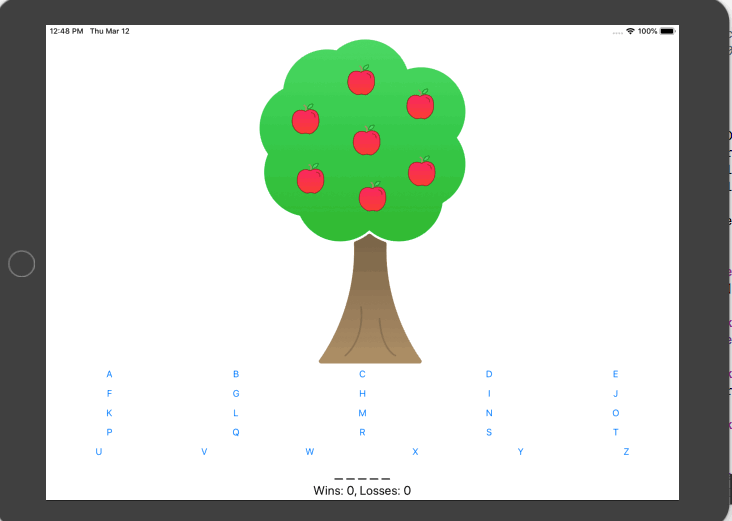 12:48 PM Thu Mar 12 100%
A B C D E
F G H I J
K L M N O
P Q R S T
U V W X Y Z
_ _ _ _ _
Wins: 0, Losses: 0